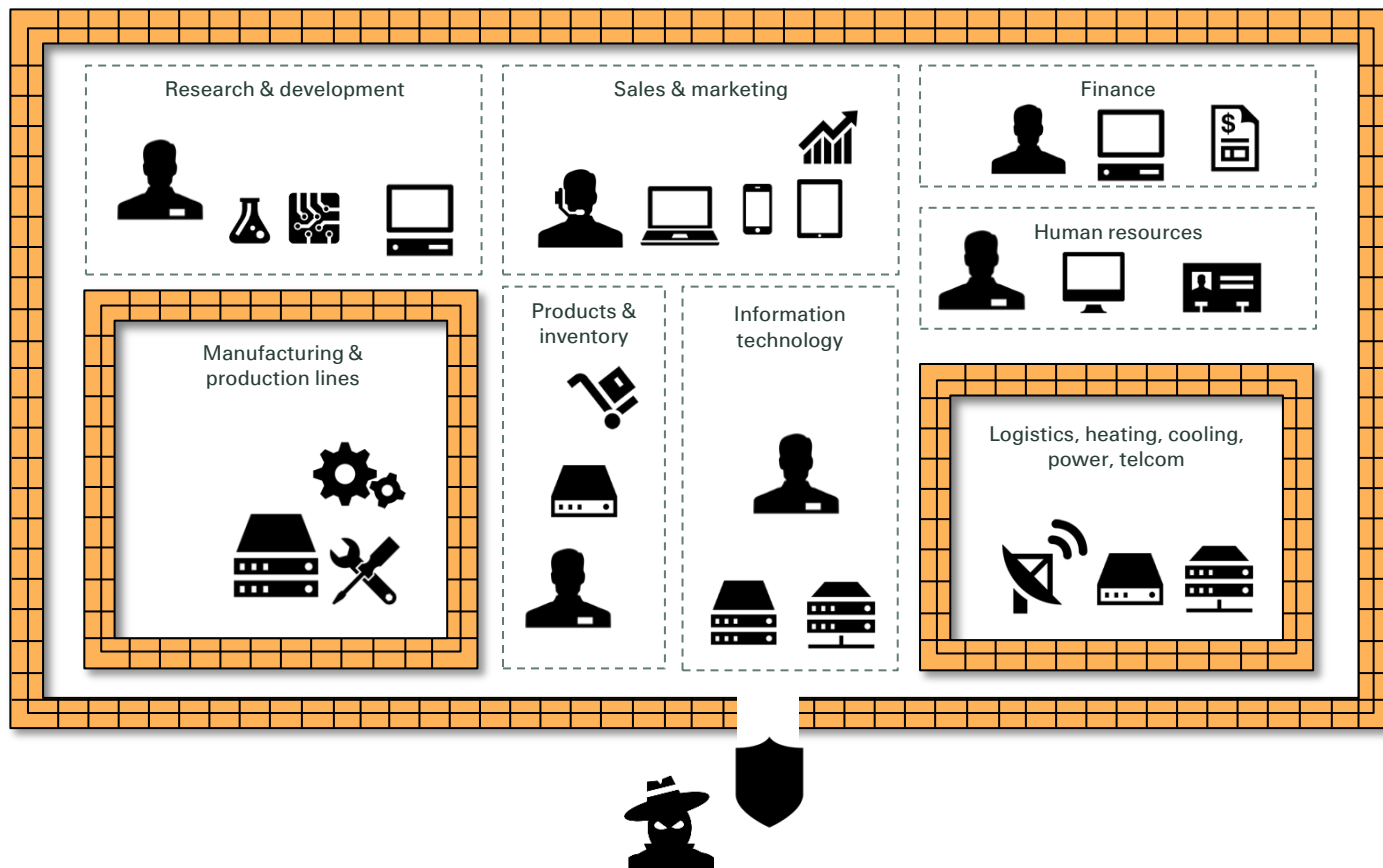 Research & development
Sales & marketing
Finance
$
Human resources
Products &
inventory
Information
technology
Manufacturing &
production lines
Logistics, heating, cooling,
power, telcom